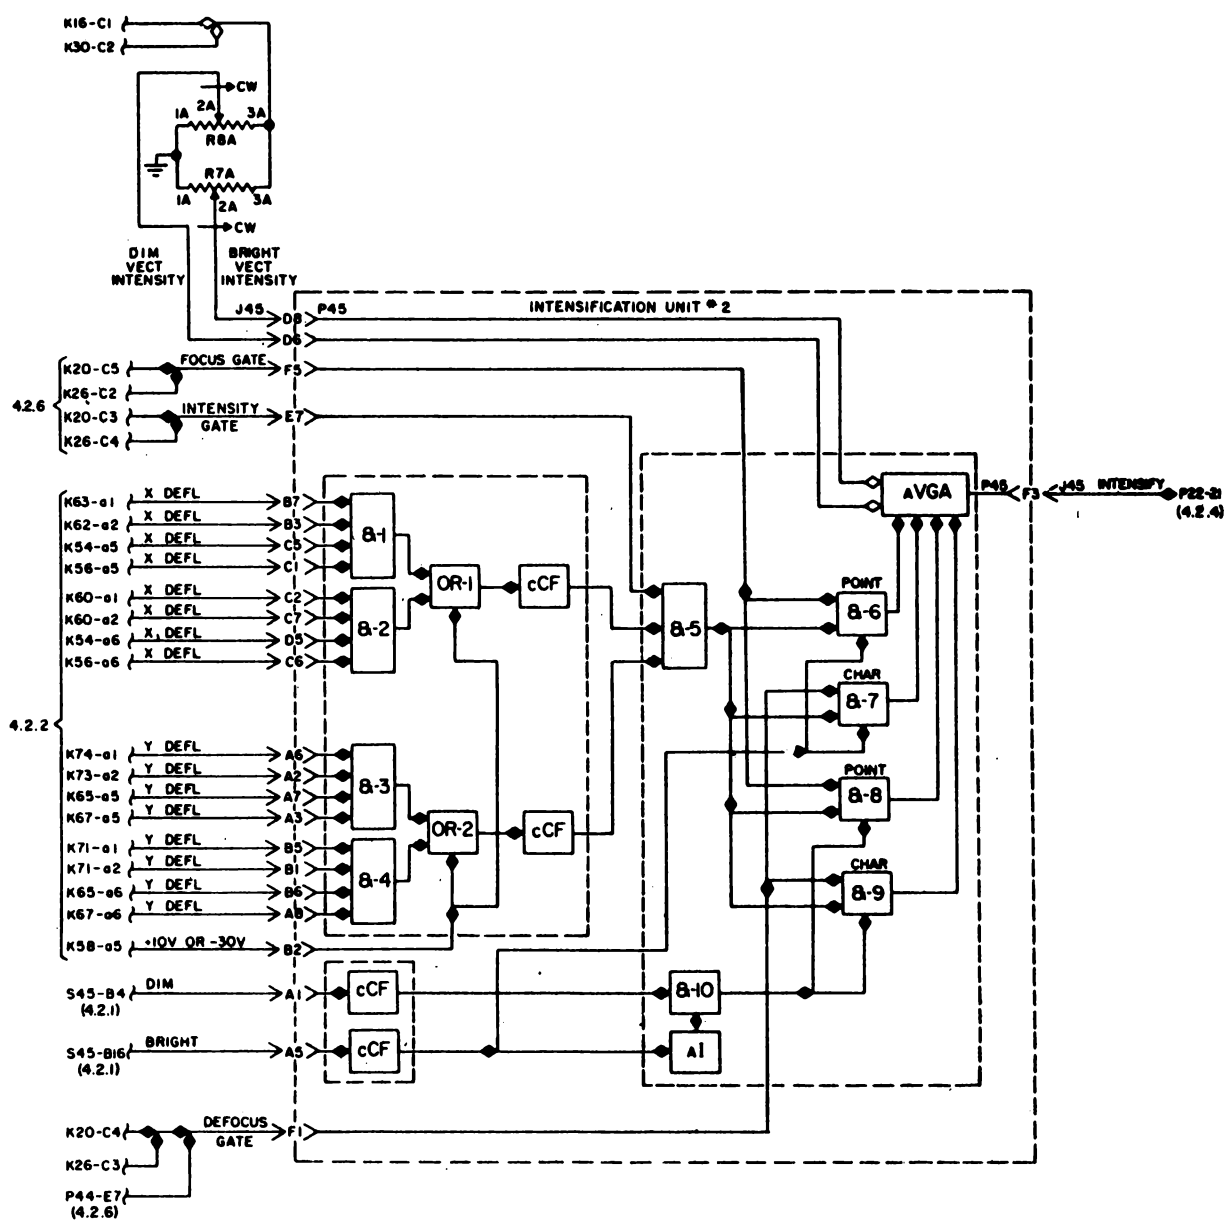 K16-C1
K30-C2
CW
1A 2A 3A
R8A
R7A
1A 2A 3A
CW
DIM VECT INTENSITY
BRIGHT VECT INTENSITY
J45 P45
INTENSIFICATION UNIT #2
D8
D6
4.2.6
K20-C5 FOCUS GATE F5
K26-C2
K20-C3 INTENSITY GATE E7
K26-C4
4.2.2
K63-a1 X DEFL B7
K62-a2 X DEFL B3
K54-a5 X DEFL C5
K56-a5 X DEFL C1
K60-a1 X DEFL C2
K60-a2 X DEFL C7
K54-a6 X DEFL D5
K56-a6 X DEFL C6
&-1
&-2
OR-1
cCF
&-5
aVGA
P45 F3 J45 INTENSIFY P22-21
(4.2.4)
POINT
&-6
CHAR
&-7
POINT
&-8
CHAR
&-9
K74-a1 Y DEFL A6
K73-a2 Y DEFL A2
K65-a5 Y DEFL A7
K67-a5 Y DEFL A3
K71-a1 Y DEFL B5
K71-a2 Y DEFL B1
K65-a6 Y DEFL B6
K67-a6 Y DEFL A8
&-3
&-4
OR-2
cCF
K58-a5 +10V OR -30V B2
S45-B4 DIM A1
(4.2.1)
cCF
&-10
S45-B16 BRIGHT A5
(4.2.1)
cCF
aI
K20-C4 DEFOCUS GATE F1
K26-C3
P44-E7
(4.2.6)